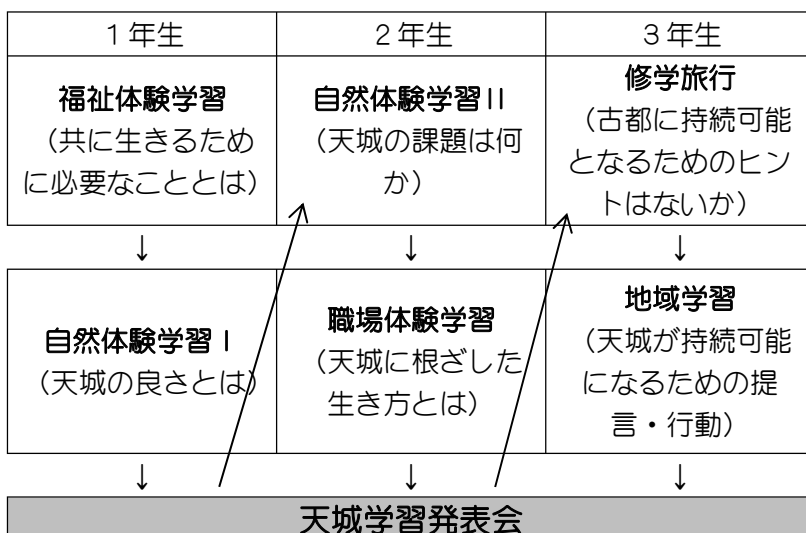 1年生
2年生
3年生
福祉体験学習
（共に生きるため
に必要なこととは）
自然体験学習Ⅱ
（天城の課題は何
か）
修学旅行
（古都に持続可能
となるためのヒン
トはないか）
↓
↓
↓
自然体験学習Ⅰ
（天城の良さとは）
職場体験学習
（天城に根ざした
生き方とは）
地域学習
（天城が持続可能
になるための提
言・行動）
↓
↓
↓
天城学習発表会